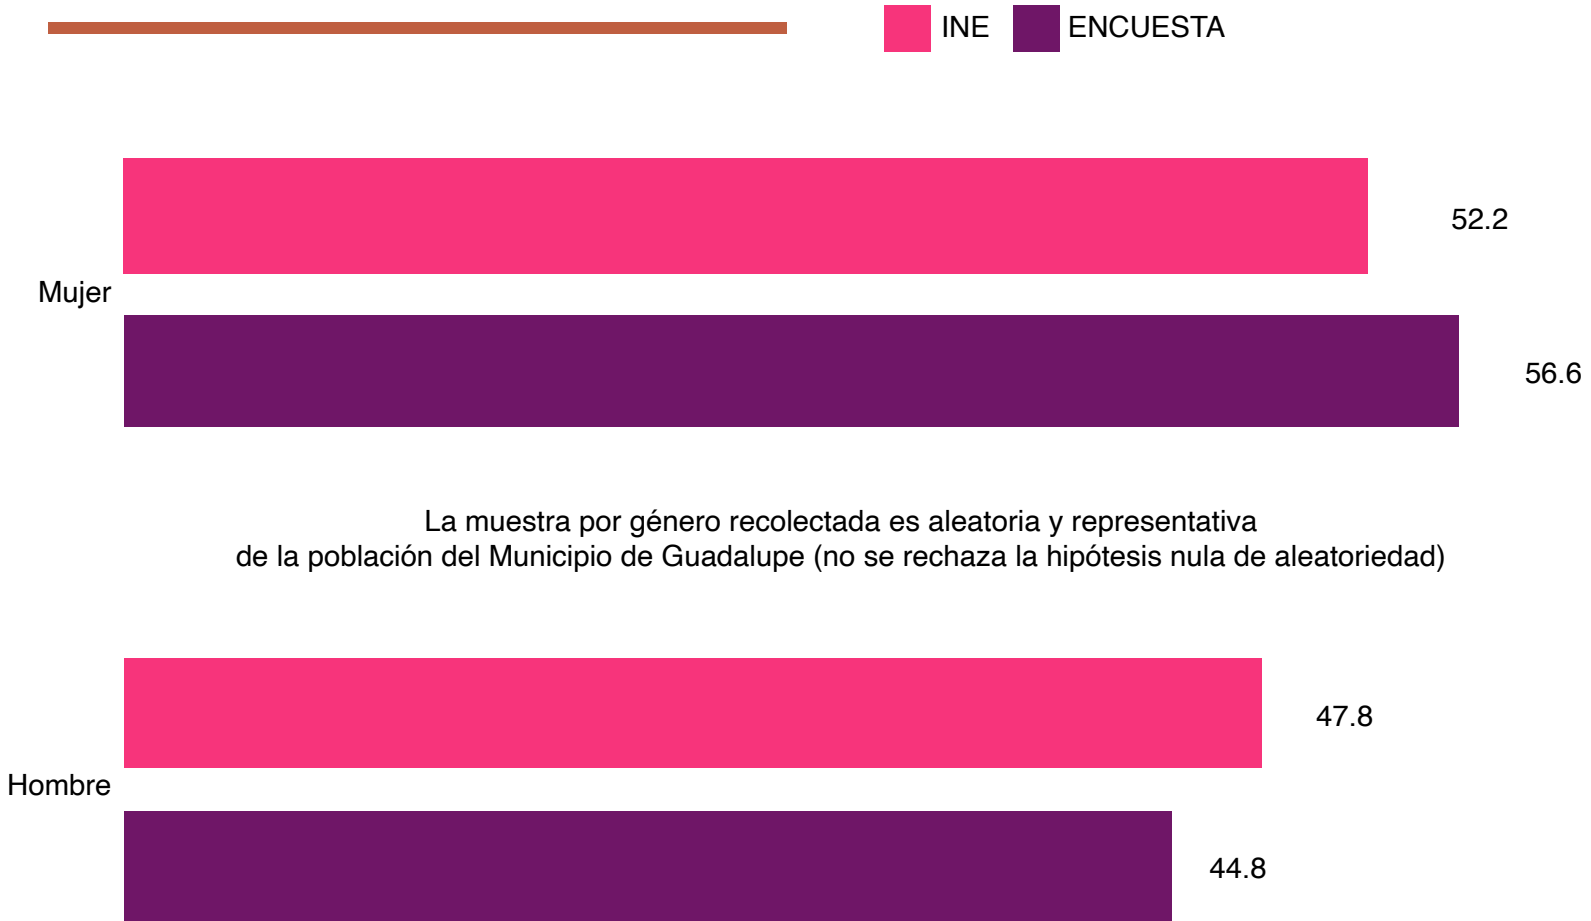 INE
ENCUESTA
52.2
Mujer
56.6
La muestra por género recolectada es aleatoria y representativa
de la población del Municipio de Guadalupe (no se rechaza la hipótesis nula de aleatoriedad)
47.8
Hombre
44.8